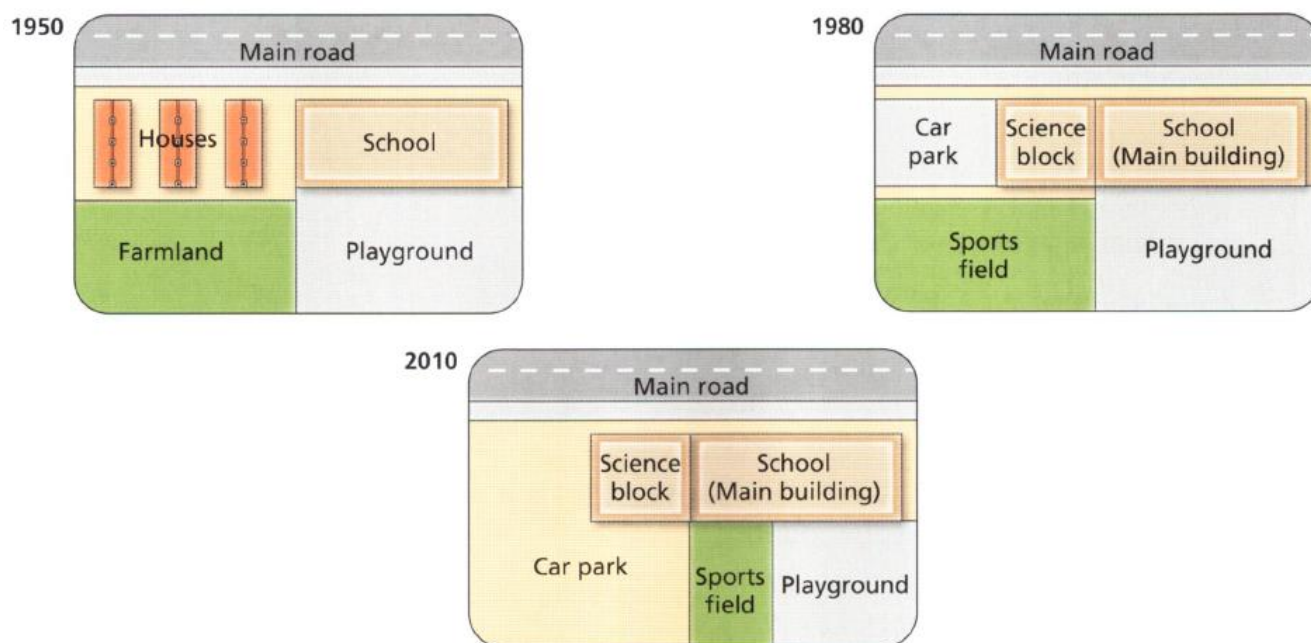 1950
Main road
Houses
School
Farmland
Playground
1980
Main road
Car
park
Science
block
School
(Main building)
Sports
field
Playground
2010
Main road
Science
block
School
(Main building)
Car park
Sports
field
Playground